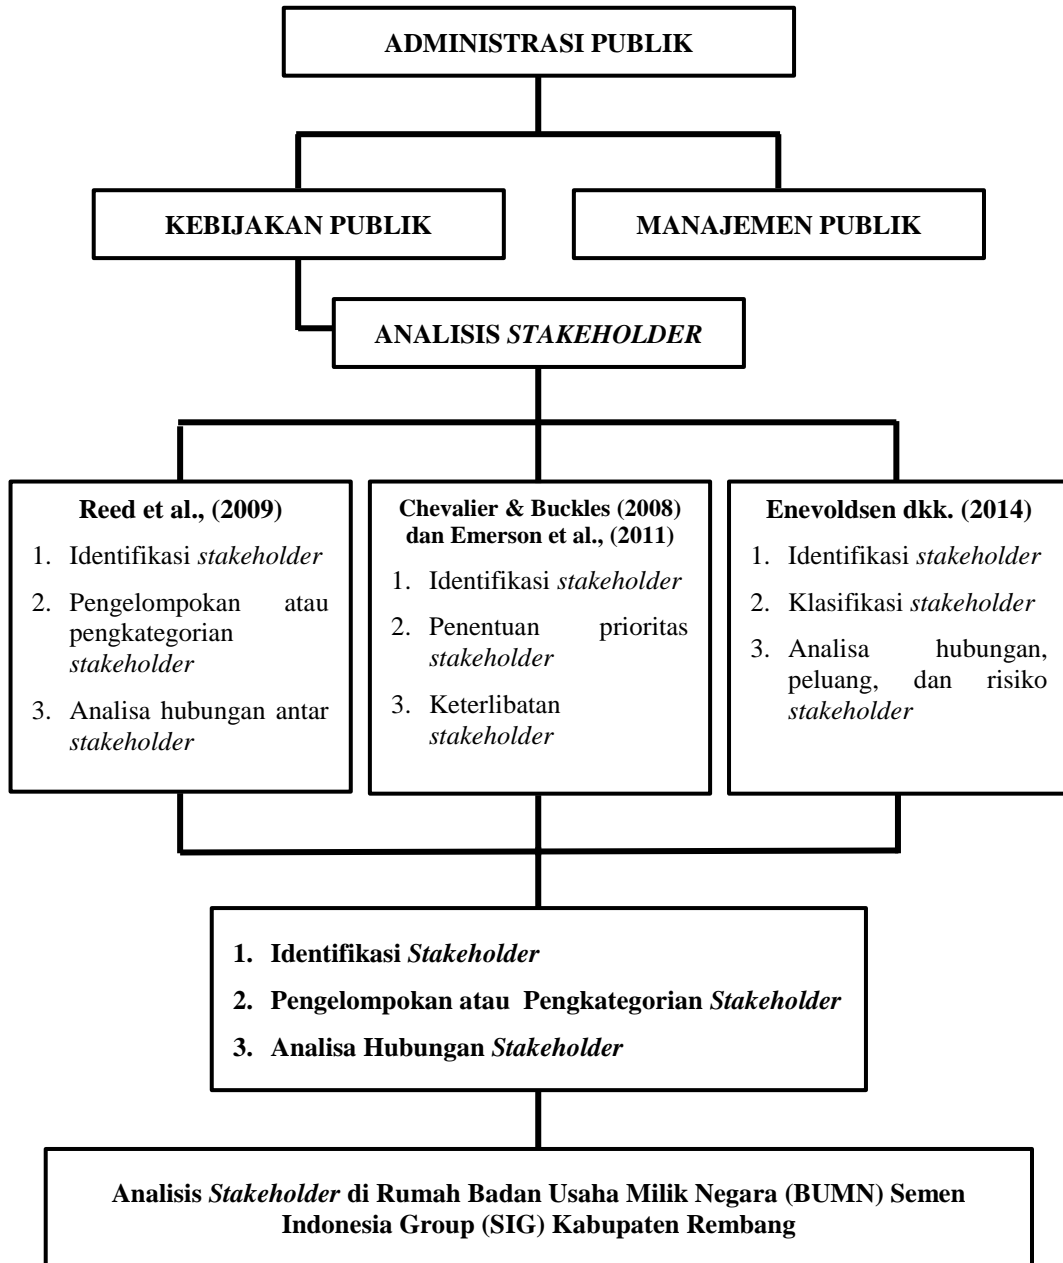 ADMINISTRASI PUBLIK
KEBIJAKAN PUBLIK
MANAJEMEN PUBLIK
ANALISIS STAKEHOLDER
Reed et al., (2009)
1. Identifikasi stakeholder
2. Pengelompokan atau
pengkategorian
stakeholder
3. Analisa hubungan antar
stakeholder
Chevalier & Buckles (2008)
dan Emerson et al., (2011)
1. Identifikasi stakeholder
2. Penentuan prioritas
stakeholder
3. Keterlibatan
stakeholder
Enevoldsen dkk. (2014)
1. Identifikasi stakeholder
2. Klasifikasi stakeholder
3. Analisa hubungan,
peluang, dan risiko
stakeholder
1. Identifikasi Stakeholder
2. Pengelompokan atau Pengkategorian Stakeholder
3. Analisa Hubungan Stakeholder
Analisis Stakeholder di Rumah Badan Usaha Milik Negara (BUMN) Semen
Indonesia Group (SIG) Kabupaten Rembang